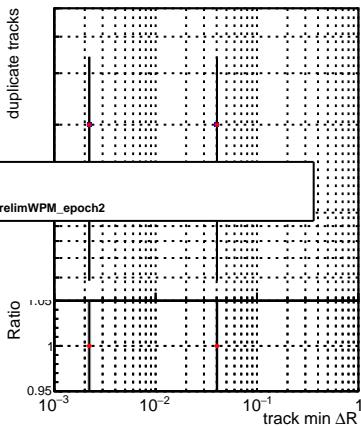 duplicate tracks
relimWPM_epoch2
Ratio
1.05
1
0.95
10⁻³
10⁻²
10⁻¹
1
track min ΔR